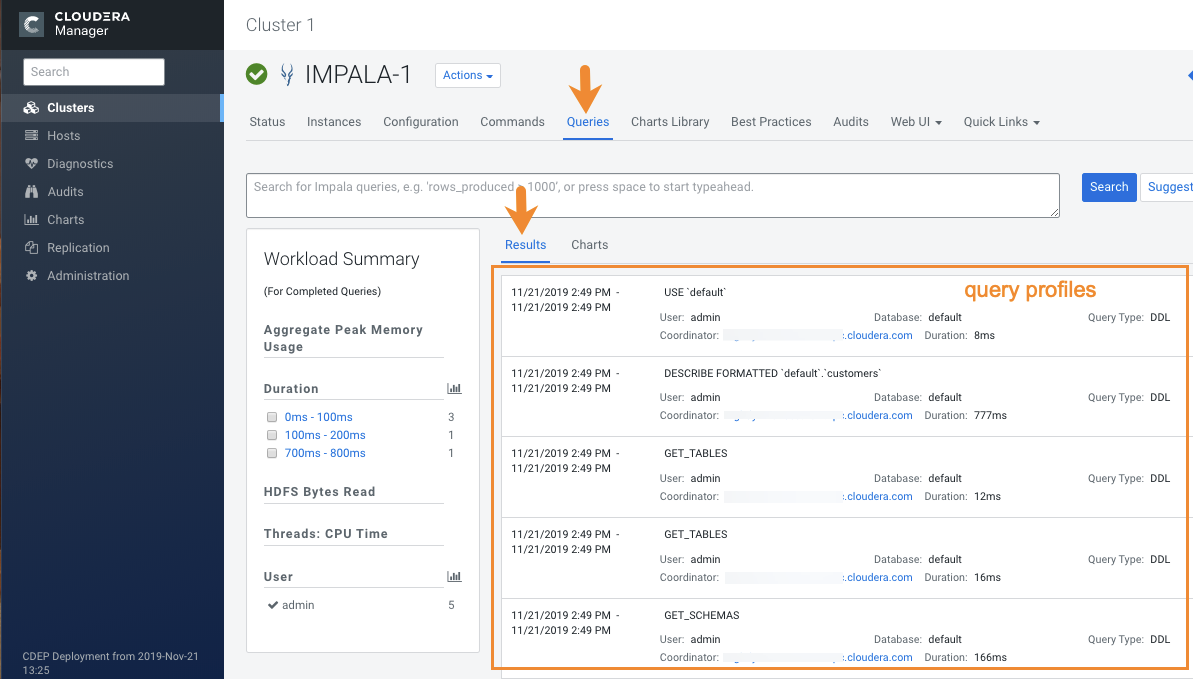 CLOUDERA
Manager
Cluster 1
Search
Clusters
Hosts
Diagnostics
Audits
Charts
Replication
Administration
CDEP Deployment from 2019-Nov-21
13:25
IMPALA-1
Actions
Status Instances Configuration Commands Queries Charts Library Best Practices Audits Web UI Quick Links
Search for Impala queries, e.g. 'rows_produced > 1000', or press space to start typeahead.
Search
Suggest
Workload Summary
(For Completed Queries)
Aggregate Peak Memory
Usage
Duration
0ms - 100ms 3
100ms - 200ms 1
700ms - 800ms 1
HDFS Bytes Read
Threads: CPU Time
User
admin 5
Results Charts
query profiles
11/21/2019 2:49 PM - USE `default`
11/21/2019 2:49 PM
User: admin Database: default Query Type: DDL
Coordinator: .cloudera.com Duration: 8ms
11/21/2019 2:49 PM - DESCRIBE FORMATTED `default`.`customers`
11/21/2019 2:49 PM
User: admin Database: default Query Type: DDL
Coordinator: .cloudera.com Duration: 777ms
11/21/2019 2:49 PM - GET_TABLES
11/21/2019 2:49 PM
User: admin Database: default Query Type: DDL
Coordinator: .cloudera.com Duration: 12ms
11/21/2019 2:49 PM - GET_TABLES
11/21/2019 2:49 PM
User: admin Database: default Query Type: DDL
Coordinator: .cloudera.com Duration: 16ms
11/21/2019 2:49 PM - GET_SCHEMAS
11/21/2019 2:49 PM
User: admin Database: default Query Type: DDL
Coordinator: .cloudera.com Duration: 166ms